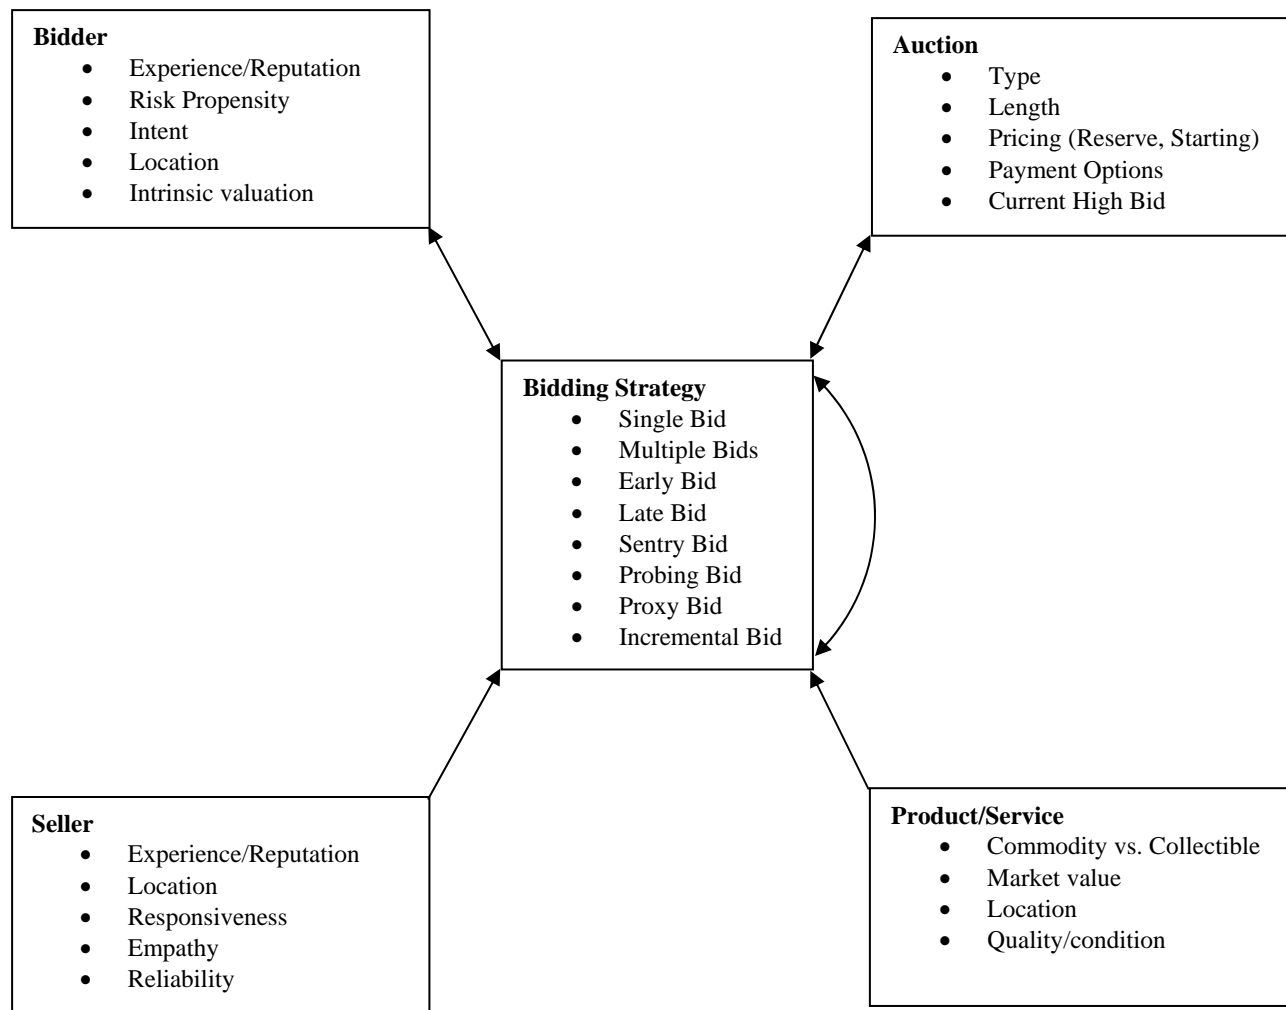 Bidder
• Experience/Reputation
• Risk Propensity
• Intent
• Location
• Intrinsic valuation
Auction
• Type
• Length
• Pricing (Reserve, Starting)
• Payment Options
• Current High Bid
Bidding Strategy
• Single Bid
• Multiple Bids
• Early Bid
• Late Bid
• Sentry Bid
• Probing Bid
• Proxy Bid
• Incremental Bid
Seller
• Experience/Reputation
• Location
• Responsiveness
• Empathy
• Reliability
Product/Service
• Commodity vs. Collectible
• Market value
• Location
• Quality/condition